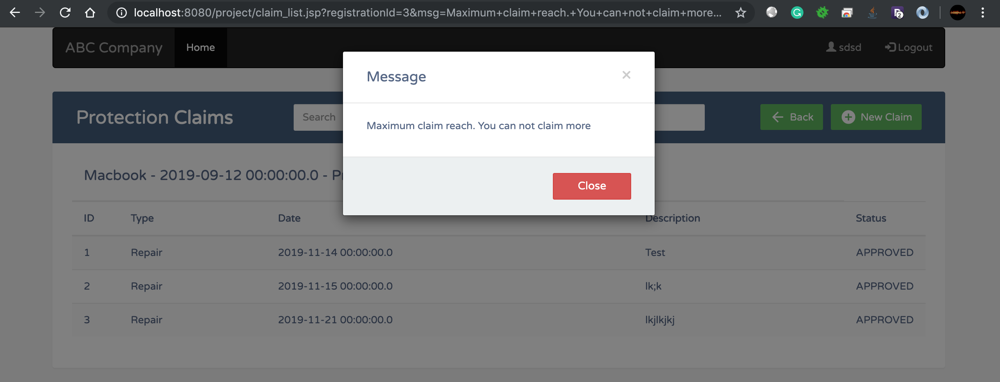 localhost:8080/project/claim_list.jsp?registrationId=3&msg=Maximum+claim+reach.+You+can+not+claim+more...
ABC Company Home sdsd Logout
Message ×
Protection Claims Search Back New Claim
Maximum claim reach. You can not claim more
Macbook - 2019-09-12 00:00:00.0 -
Close
ID Type Date Description Status
1 Repair 2019-11-14 00:00:00.0 Test APPROVED
2 Repair 2019-11-15 00:00:00.0 lk;k APPROVED
3 Repair 2019-11-21 00:00:00.0 lkjlkjkj APPROVED